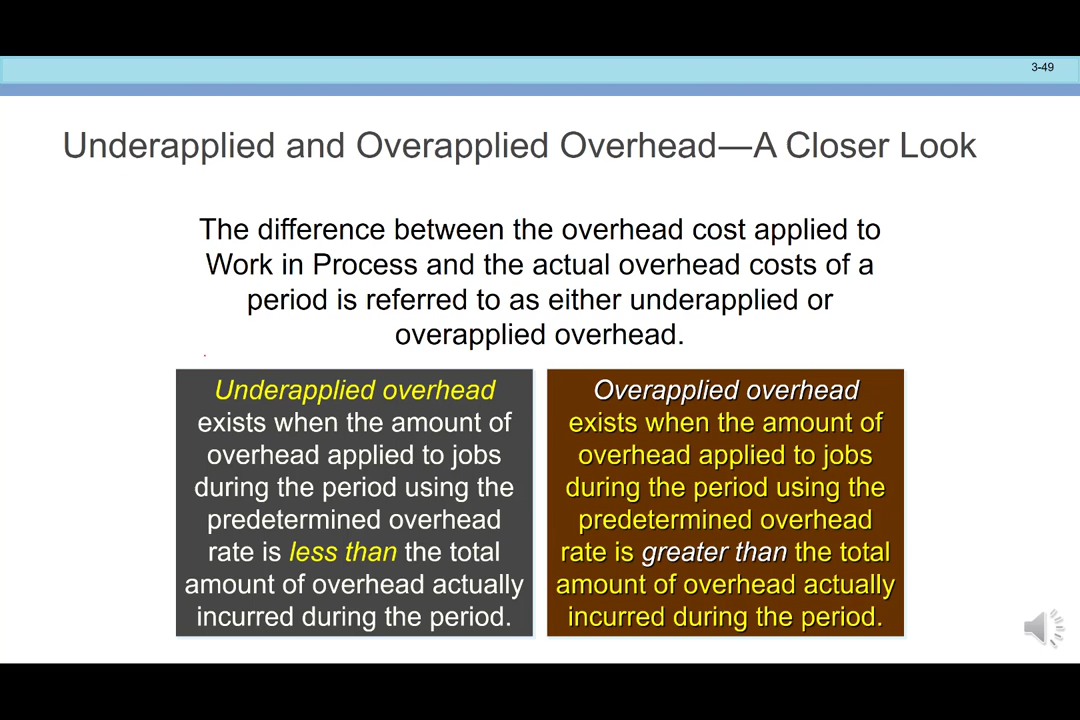 3-49
Underapplied and Overapplied Overhead—A Closer Look
The difference between the overhead cost applied to
Work in Process and the actual overhead costs of a
period is referred to as either underapplied or
overapplied overhead.
Underapplied overhead
exists when the amount of
overhead applied to jobs
during the period using the
predetermined overhead
rate is less than the total
amount of overhead actually
incurred during the period.
Overapplied overhead
exists when the amount of
overhead applied to jobs
during the period using the
predetermined overhead
rate is greater than the total
amount of overhead actually
incurred during the period.